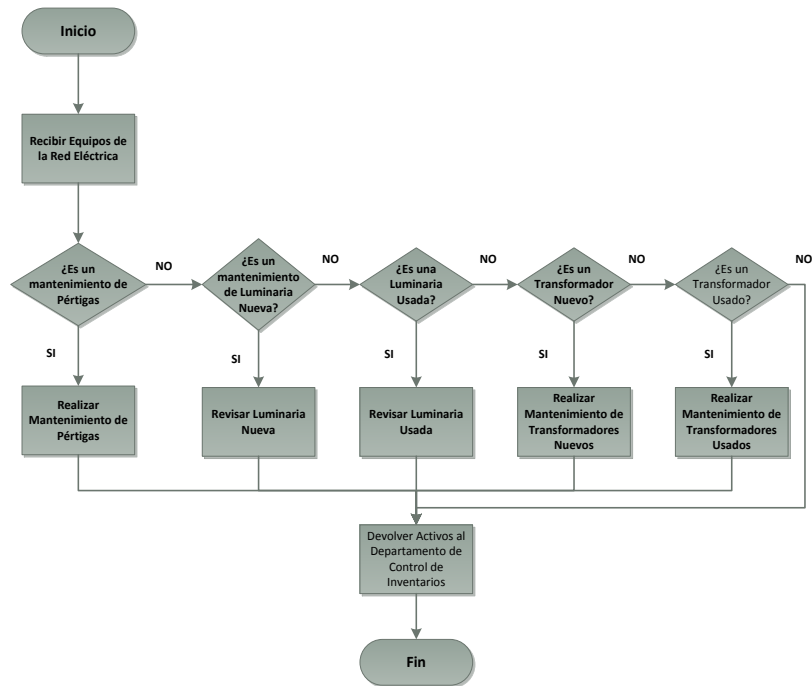 Inicio
Recibir Equipos de
la Red Eléctrica
¿Es un
mantenimiento de
Pértigas
NO
¿Es un
mantenimiento
de Luminaria
Nueva?
NO
¿Es una
Luminaria
Usada?
NO
¿Es un
Transformador
Nuevo?
NO
¿Es un
Transformador
Usado?
NO
SI
SI
SI
SI
SI
Realizar
Mantenimiento de
Pértigas
Revisar Luminaria
Nueva
Revisar Luminaria
Usada
Realizar
Mantenimiento de
Transformadores
Nuevos
Realizar
Mantenimiento de
Transformadores
Usados
Devolver Activos al
Departamento de
Control de
Inventarios
Fin